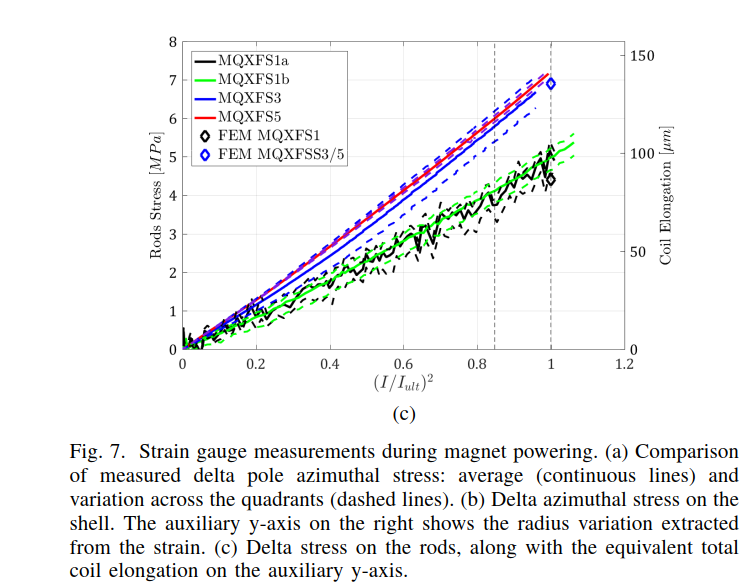 8
7
6
5
4
3
2
1
0
Rods Stress [MPa]
MQXFS1a
MQXFS1b
MQXFS3
MQXFS5
FEM MQXFS1
FEM MQXFSS3/5
150
100
50
0
Coil Elongation [μm]
0 0.2 0.4 0.6 0.8 1 1.2
(I/I_ult)²
(c)
Fig. 7. Strain gauge measurements during magnet powering. (a) Comparison
of measured delta pole azimuthal stress: average (continuous lines) and
variation across the quadrants (dashed lines). (b) Delta azimuthal stress on the
shell. The auxiliary y-axis on the right shows the radius variation extracted
from the strain. (c) Delta stress on the rods, along with the equivalent total
coil elongation on the auxiliary y-axis.